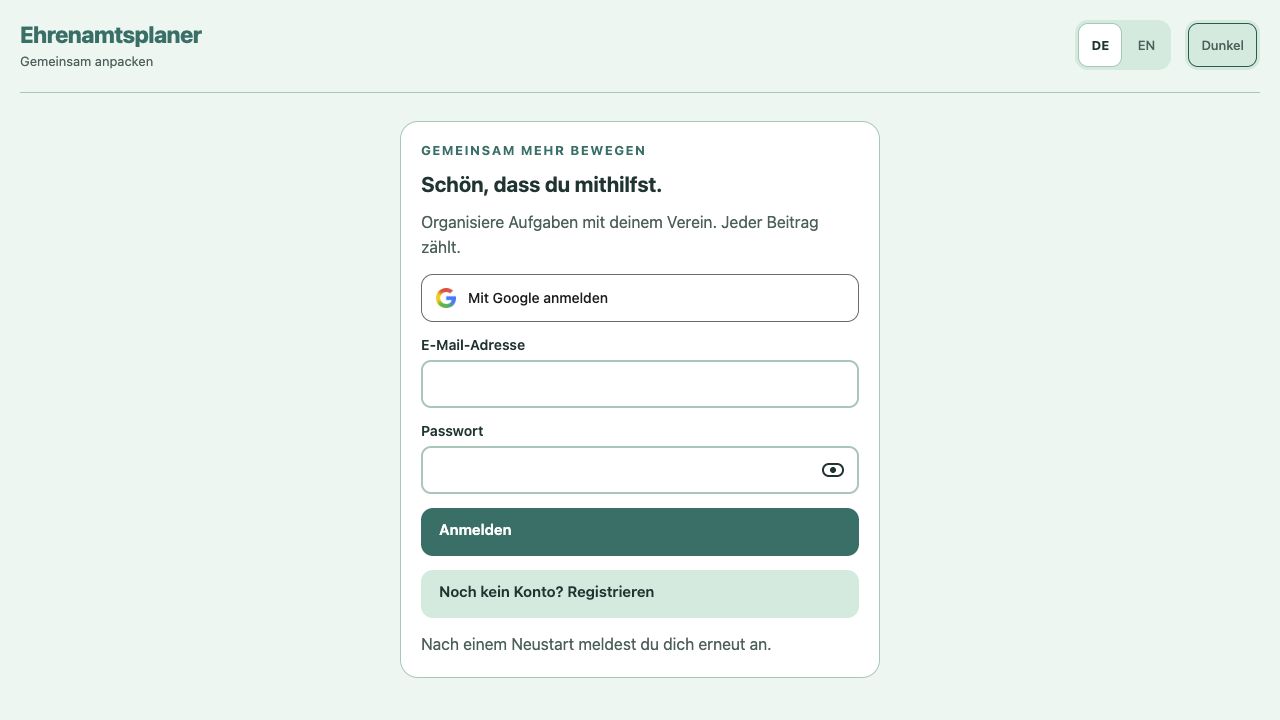 Ehrenamtsplaner
Gemeinsam anpacken
DE
EN
Dunkel
GEMEINSAM MEHR BEWEGEN
Schön, dass du mithilfst.
Organisiere Aufgaben mit deinem Verein. Jeder Beitrag
zählt.
Mit Google anmelden
E-Mail-Adresse
Passwort
Anmelden
Noch kein Konto? Registrieren
Nach einem Neustart meldest du dich erneut an.